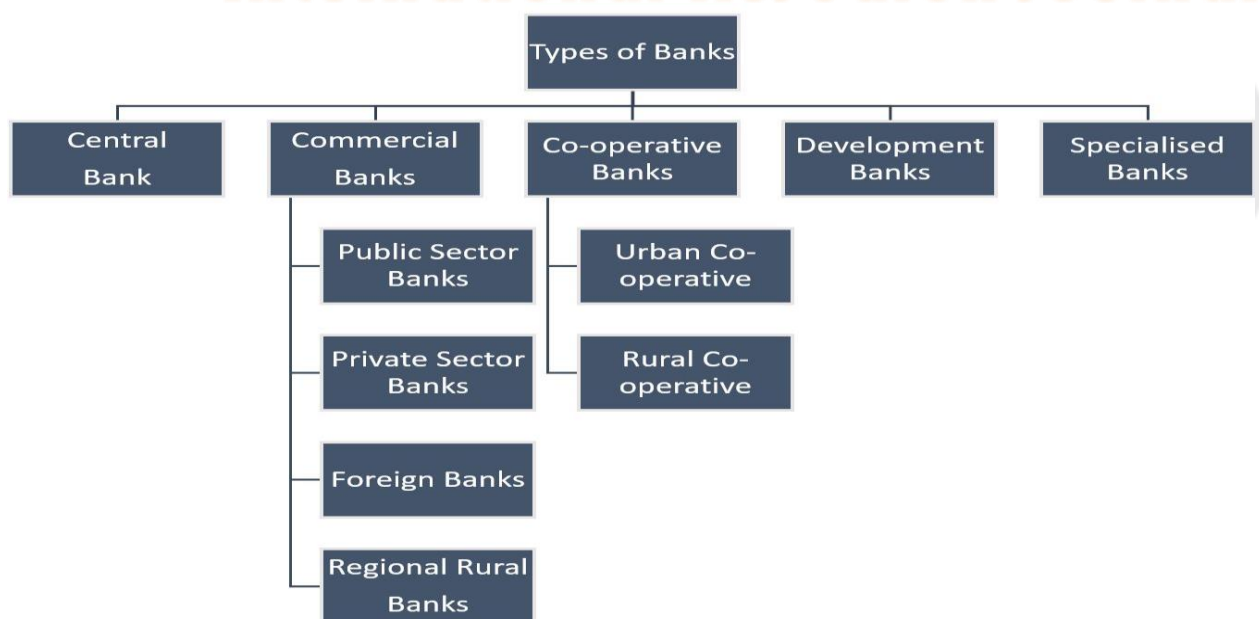 Types of Banks
Central
Bank
Commercial
Banks
Co-operative
Banks
Development
Banks
Specialised
Banks
Public Sector
Banks
Private Sector
Banks
Foreign Banks
Regional Rural
Banks
Urban Co-
operative
Rural Co-
operative